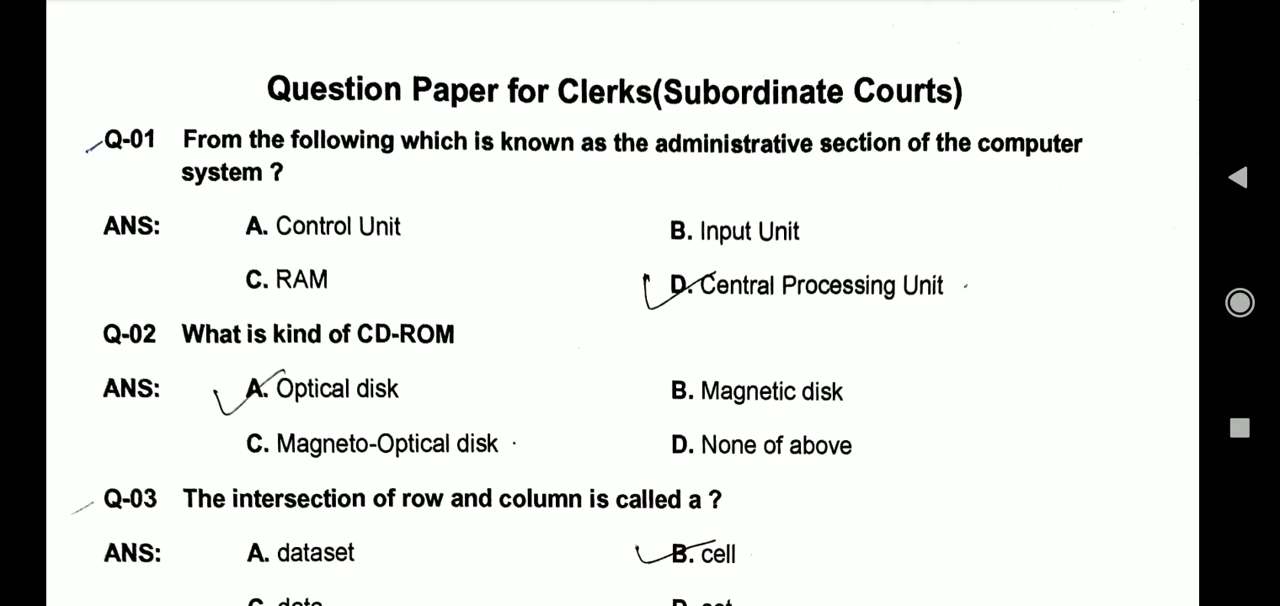 Question Paper for Clerks(Subordinate Courts)
Q-01 From the following which is known as the administrative section of the computer
system ?
ANS: A. Control Unit B. Input Unit
C. RAM D. Central Processing Unit
Q-02 What is kind of CD-ROM
ANS: A. Optical disk B. Magnetic disk
C. Magneto-Optical disk D. None of above
Q-03 The intersection of row and column is called a ?
ANS: A. dataset B. cell